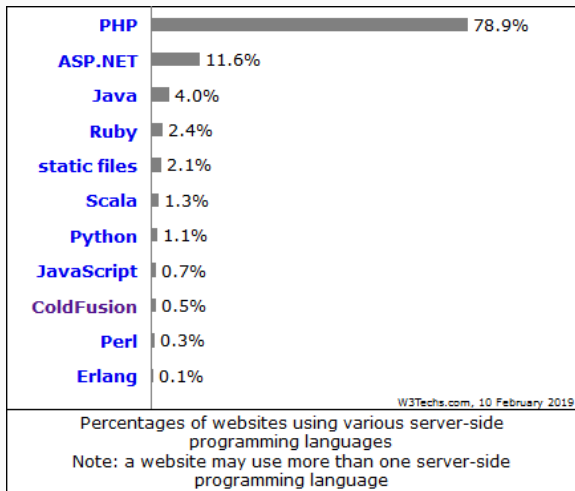 PHP 78.9%
ASP.NET 11.6%
Java 4.0%
Ruby 2.4%
static files 2.1%
Scala 1.3%
Python 1.1%
JavaScript 0.7%
ColdFusion 0.5%
Perl 0.3%
Erlang 0.1%
W3Techs.com, 10 February 2019
Percentages of websites using various server-side
programming languages
Note: a website may use more than one server-side
programming language